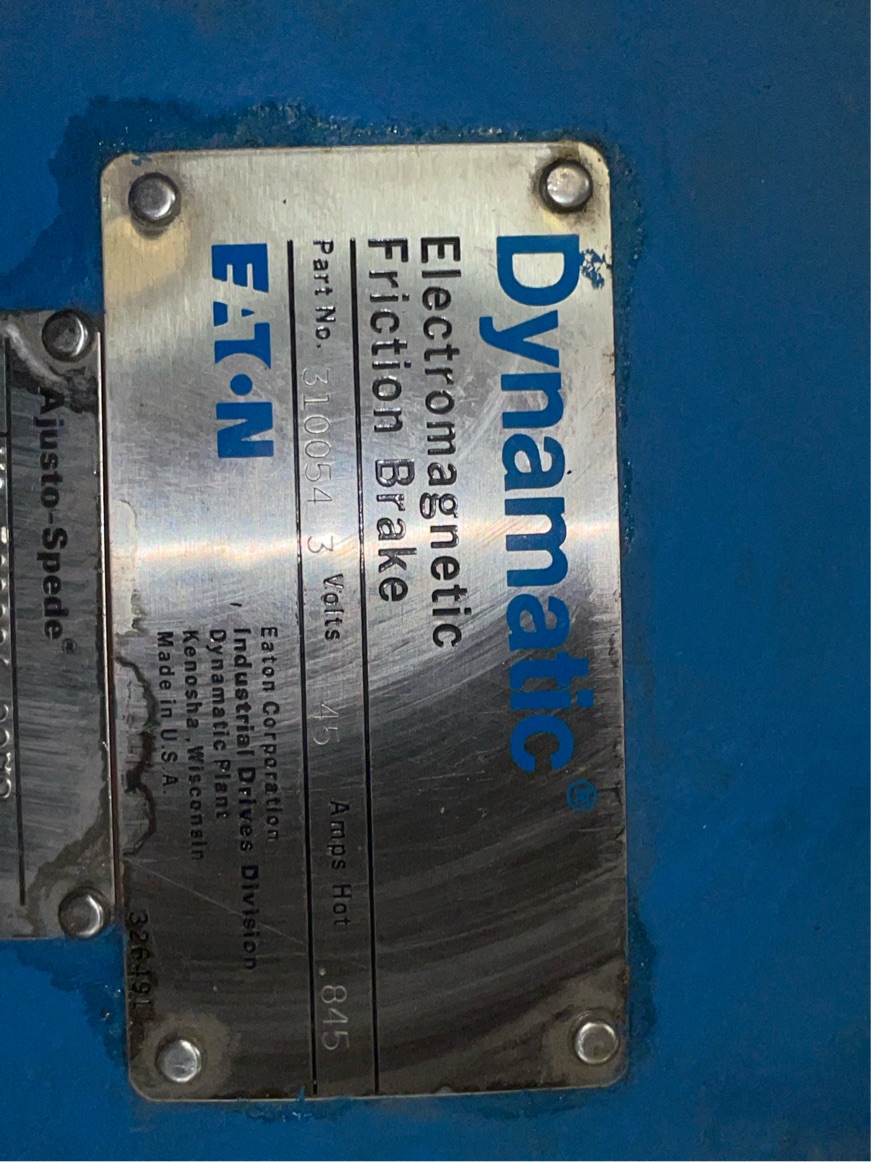 Dynamatic®
Electromagnetic
Friction Brake
Part No. 310054 3 Volts 45 Amps Hot .845
EATON
Eaton Corporation
Industrial Drives Division
Dynamatic Plant
Kenosha, Wisconsin
Made in U.S.A.
Ajusto-Spede®